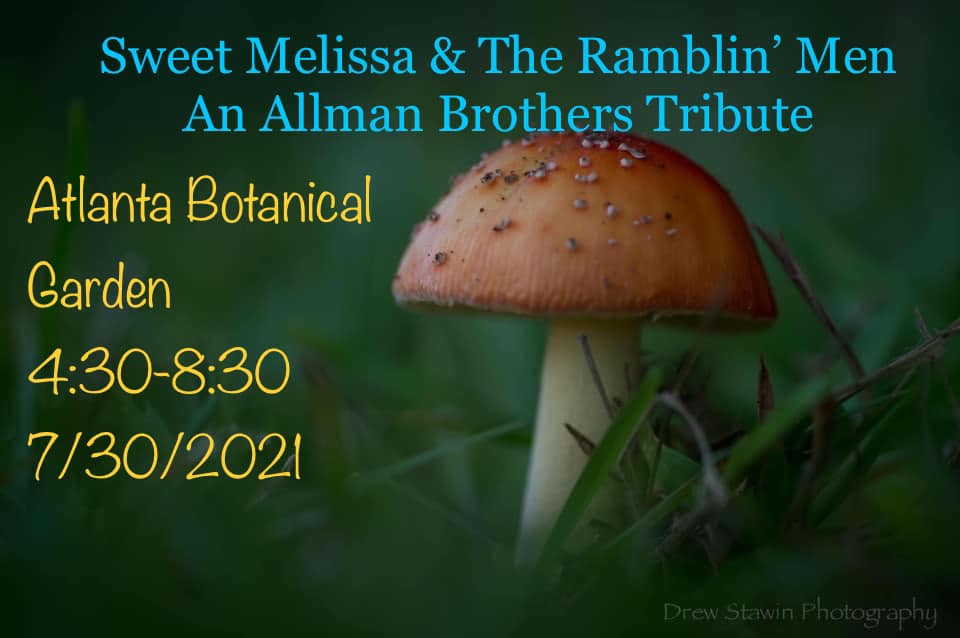 Sweet Melissa & The Ramblin’ Men
An Allman Brothers Tribute
Atlanta Botanical
Garden
4:30-8:30
7/30/2021
Drew Stawin Photography